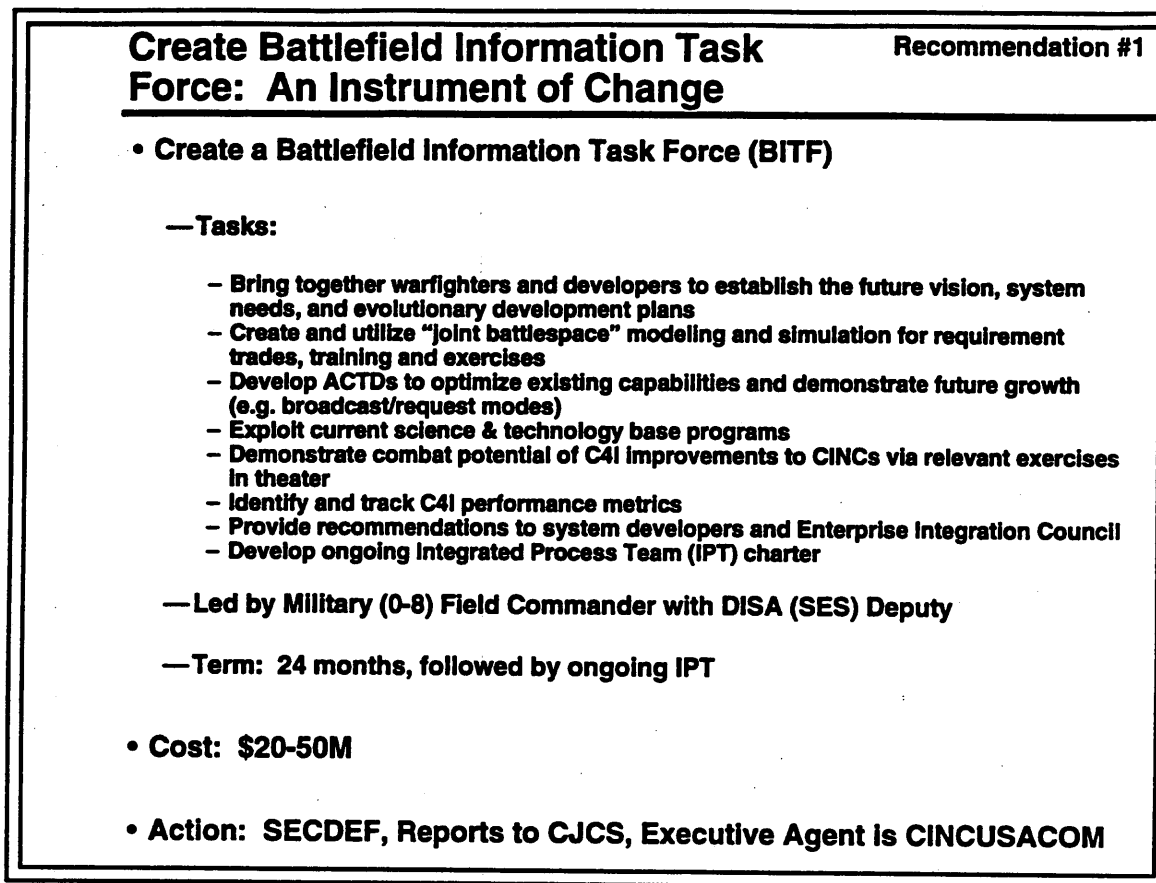 Create Battlefield Information Task
Recommendation #1
Force: An Instrument of Change
• Create a Battlefield Information Task Force (BITF)
—Tasks:
– Bring together warfighters and developers to establish the future vision, system
needs, and evolutionary development plans
– Create and utilize “joint battlespace” modeling and simulation for requirement
trades, training and exercises
– Develop ACTDs to optimize existing capabilities and demonstrate future growth
(e.g. broadcast/request modes)
– Exploit current science & technology base programs
– Demonstrate combat potential of C4I improvements to CINCs via relevant exercises
in theater
– Identify and track C4I performance metrics
– Provide recommendations to system developers and Enterprise Integration Council
– Develop ongoing Integrated Process Team (IPT) charter
—Led by Military (0-8) Field Commander with DISA (SES) Deputy
—Term: 24 months, followed by ongoing IPT
• Cost: $20-50M
• Action: SECDEF, Reports to CJCS, Executive Agent is CINCUSACOM